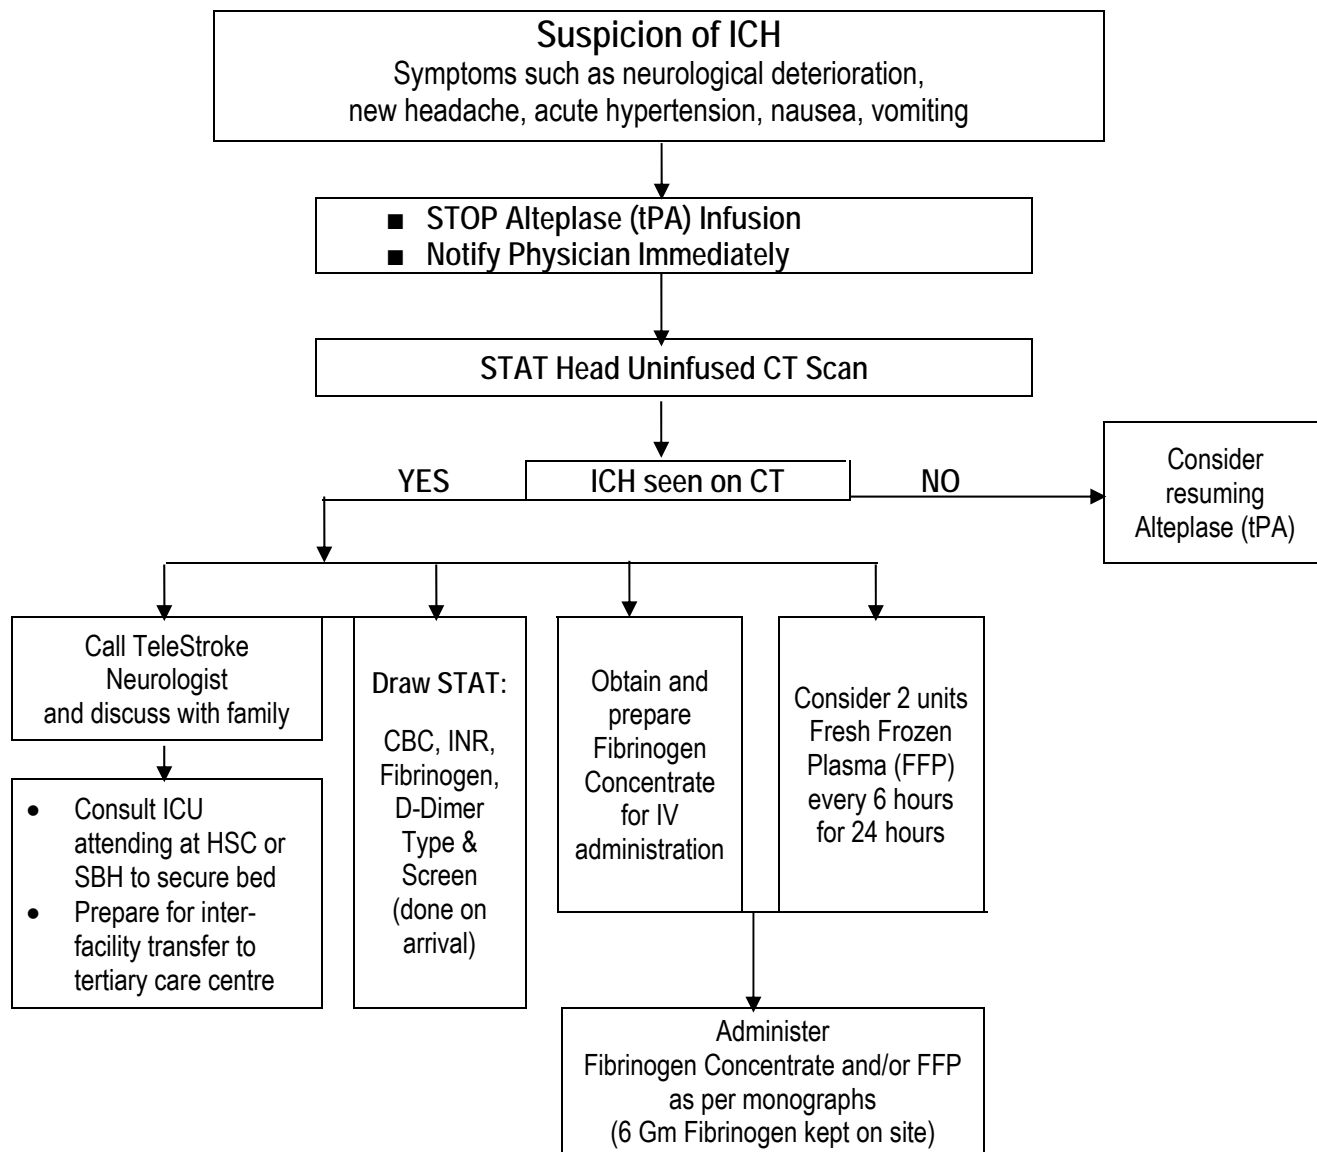 Suspicion of ICH
Symptoms such as neurological deterioration,
new headache, acute hypertension, nausea, vomiting
■ STOP Alteplase (tPA) Infusion
■ Notify Physician Immediately
STAT Head Uninfused CT Scan
YES
ICH seen on CT
NO
Consider
resuming
Alteplase (tPA)
Call TeleStroke
Neurologist
and discuss with family
• Consult ICU
attending at HSC or
SBH to secure bed
• Prepare for inter-
facility transfer to
tertiary care centre
Draw STAT:
CBC, INR,
Fibrinogen,
D-Dimer
Type &
Screen
(done on
arrival)
Obtain and
prepare
Fibrinogen
Concentrate
for IV
administration
Consider 2 units
Fresh Frozen
Plasma (FFP)
every 6 hours
for 24 hours
Administer
Fibrinogen Concentrate and/or FFP
as per monographs
(6 Gm Fibrinogen kept on site)